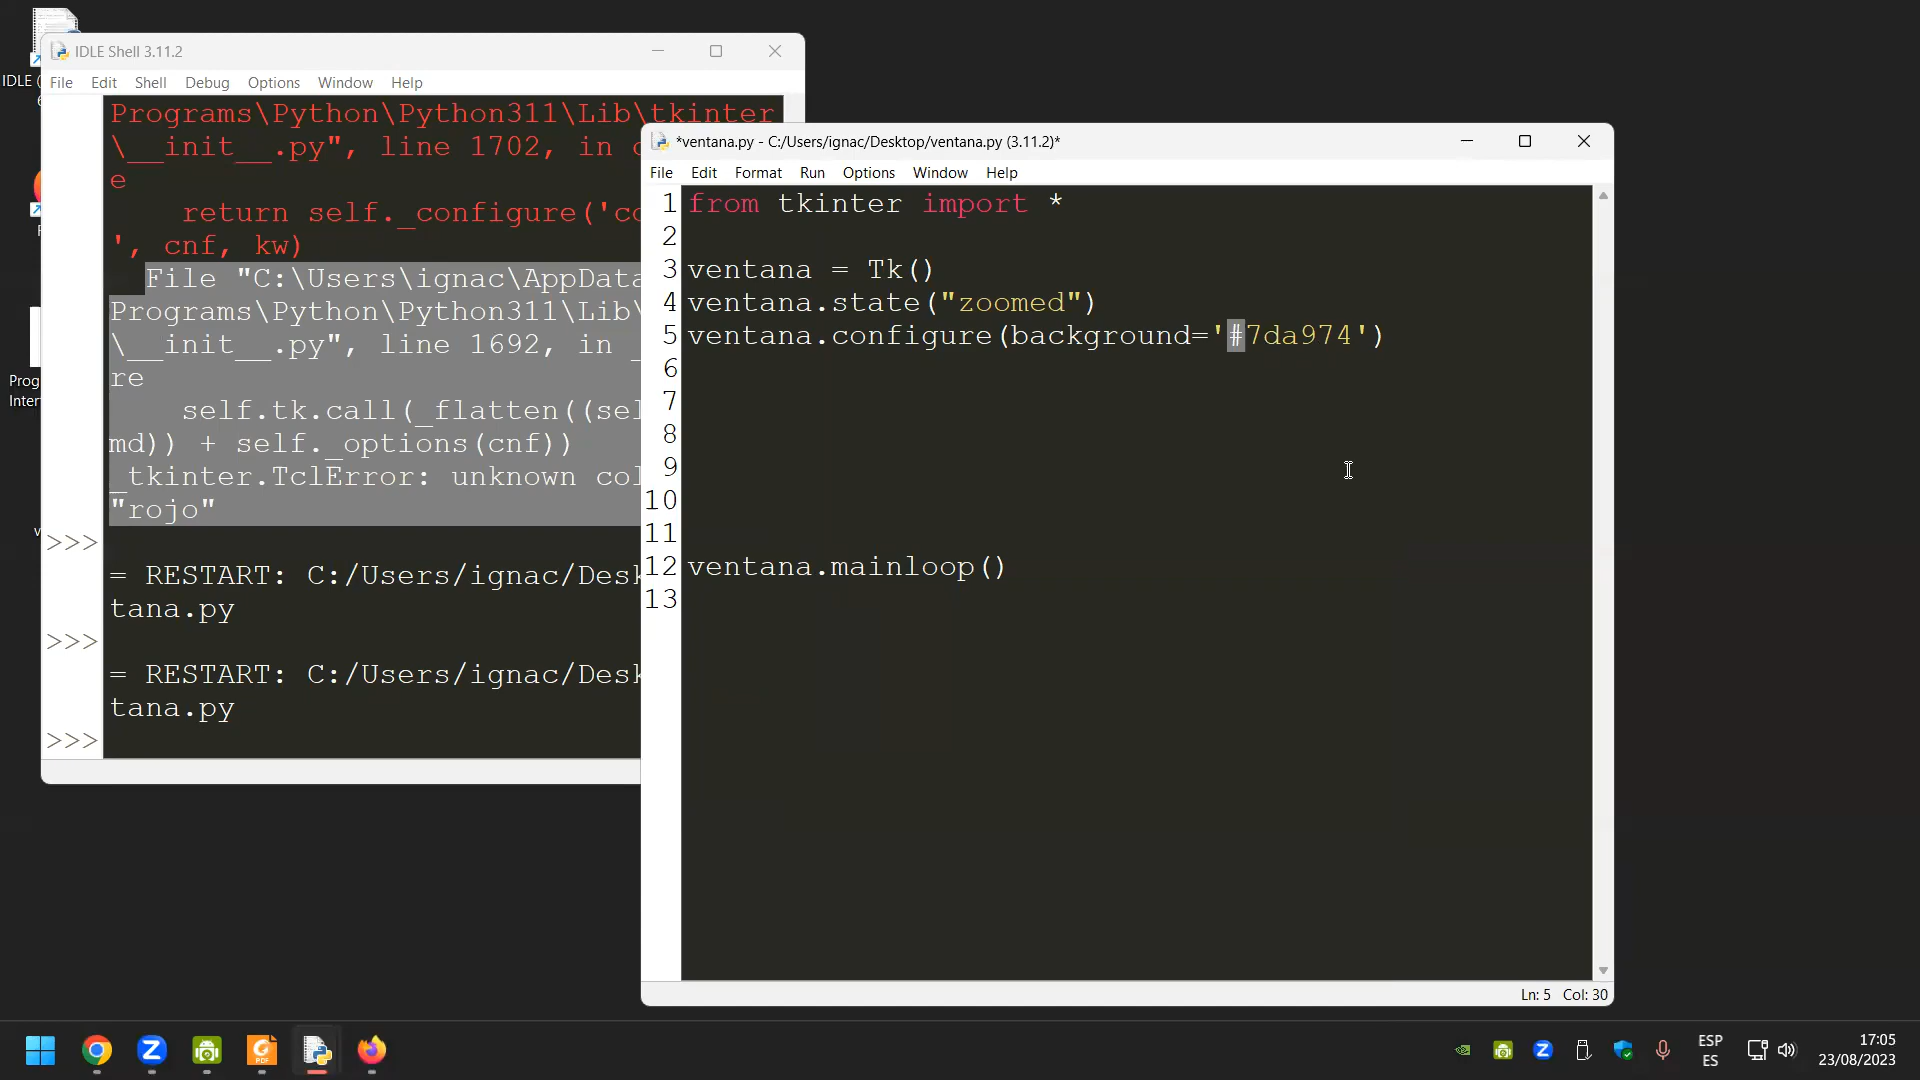 IDLE (
6
F
Prog
Inter
v
IDLE Shell 3.11.2
File Edit Shell Debug Options Window Help
Programs\Python\Python311\Lib\tkinter
\__init__.py", line 1702, in c
e
return self._configure('co
', cnf, kw)
File "C:\Users\ignac\AppData
Programs\Python\Python311\Lib\
\__init__.py", line 1692, in _
re
self.tk.call(_flatten((sel
md)) + self._options(cnf))
_tkinter.TclError: unknown col
"rojo"
>>>
= RESTART: C:/Users/ignac/Desk
tana.py
>>>
= RESTART: C:/Users/ignac/Desk
tana.py
>>>
*ventana.py - C:/Users/ignac/Desktop/ventana.py (3.11.2)*
File Edit Format Run Options Window Help
1 from tkinter import *
2
3 ventana = Tk()
4 ventana.state("zoomed")
5 ventana.configure(background='#7da974')
6
7
8
9
10
11
12 ventana.mainloop()
13
Ln: 5 Col: 30
ESP
ES
17:05
23/08/2023